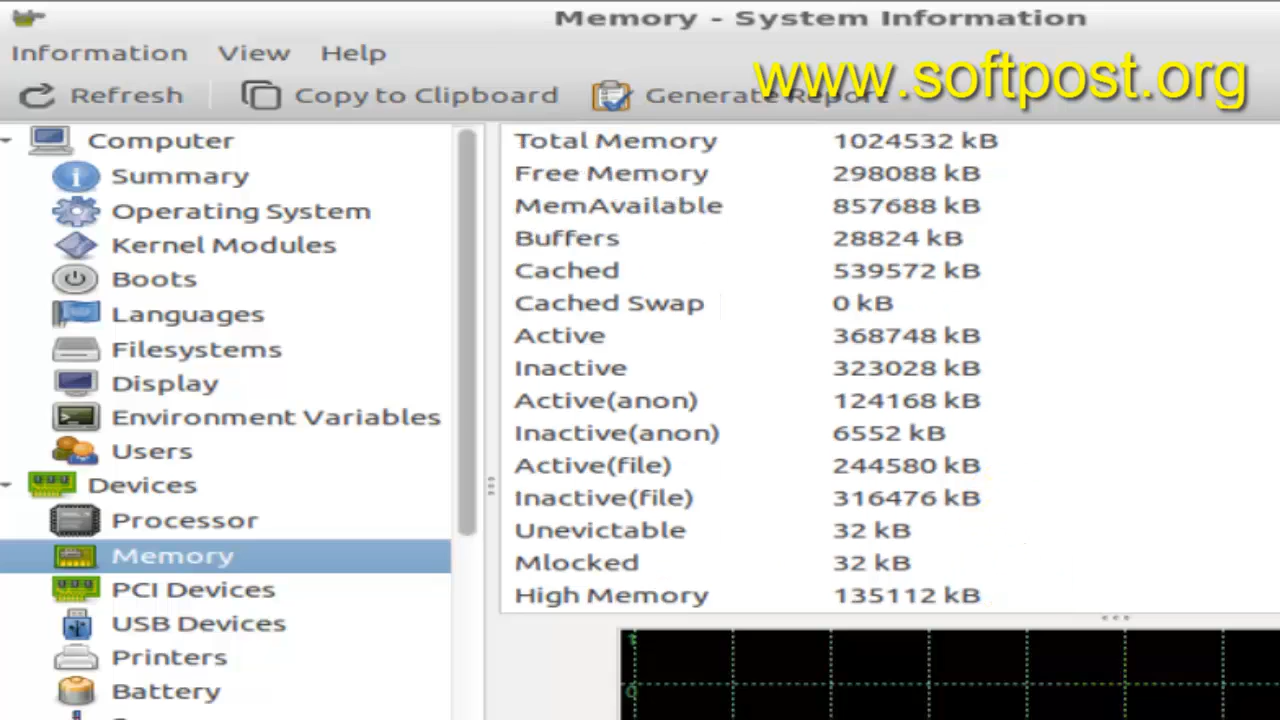 Memory - System Information
Information View Help
www.softpost.org
Refresh Copy to Clipboard Generate Report
Computer
Summary
Operating System
Kernel Modules
Boots
Languages
Filesystems
Display
Environment Variables
Users
Devices
Processor
Memory
PCI Devices
USB Devices
Printers
Battery
Total Memory 1024532 kB
Free Memory 298088 kB
MemAvailable 857688 kB
Buffers 28824 kB
Cached 539572 kB
Cached Swap 0 kB
Active 368748 kB
Inactive 323028 kB
Active(anon) 124168 kB
Inactive(anon) 6552 kB
Active(file) 244580 kB
Inactive(file) 316476 kB
Unevictable 32 kB
Mlocked 32 kB
High Memory 135112 kB
1
0